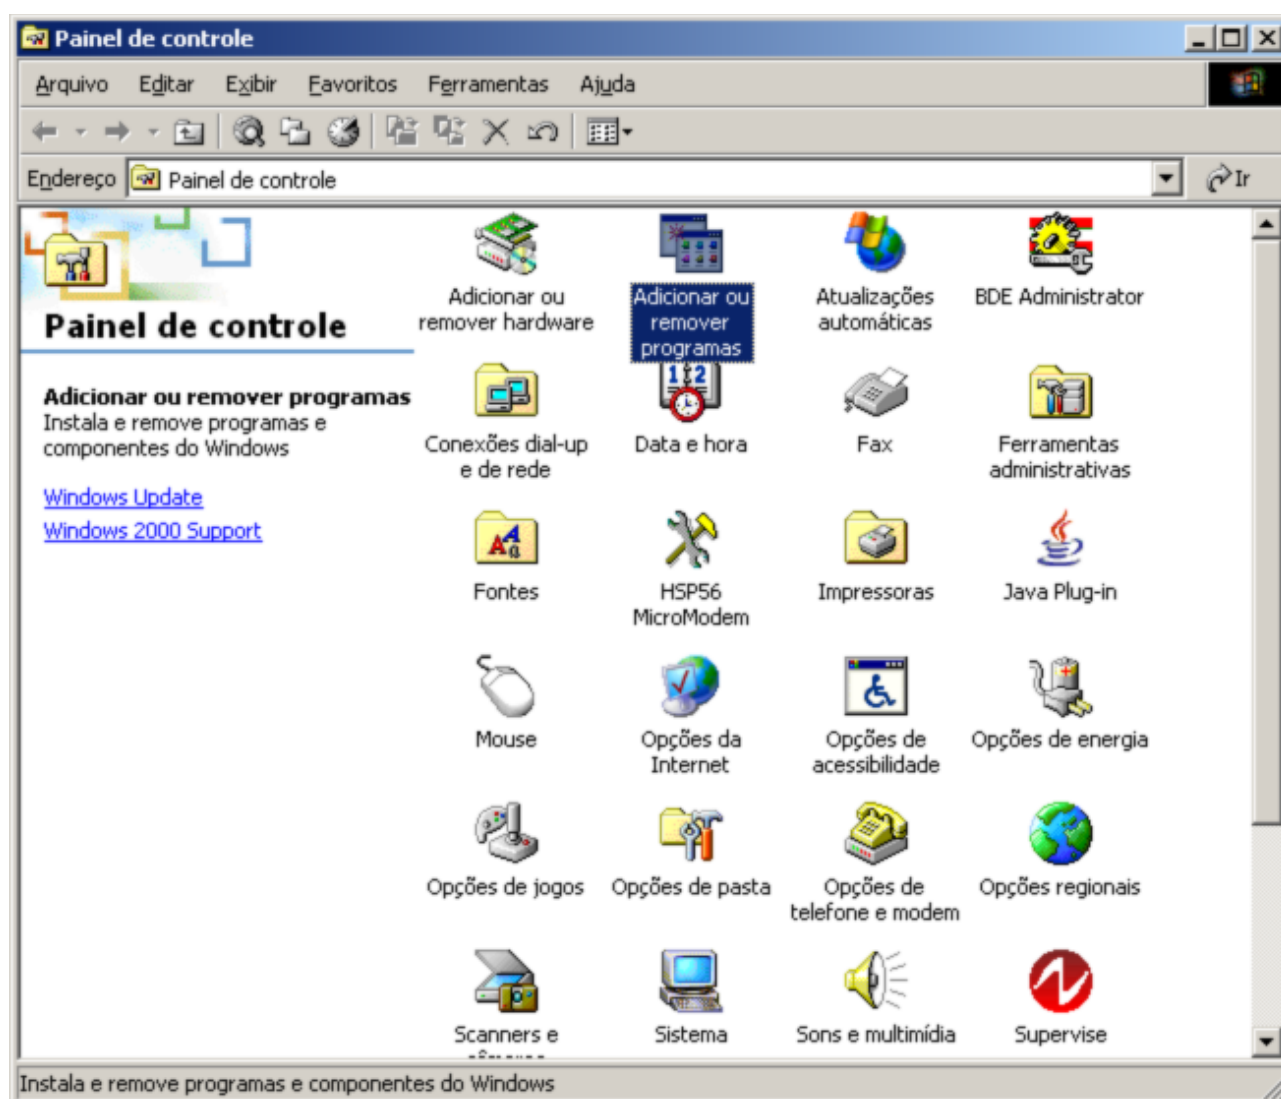 Painel de controle
Arquivo Editar Exibir Favoritos Ferramentas Ajuda
Endereço Painel de controle Ir
Painel de controle
Adicionar ou remover programas
Instala e remove programas e
componentes do Windows
Windows Update
Windows 2000 Support
Adicionar ou
remover hardware
Adicionar ou
remover
programas
Atualizações
automáticas
BDE Administrator
Conexões dial-up
e de rede
12
Data e hora
Fax
Ferramentas
administrativas
Fontes
HSP56
MicroModem
Impressoras
Java Plug-in
Mouse
Opções da
Internet
Opções de
acessibilidade
Opções de energia
Opções de jogos
Opções de pasta
Opções de
telefone e modem
Opções regionais
Scanners e
Sistema
Sons e multimídia
Supervise
Instala e remove programas e componentes do Windows